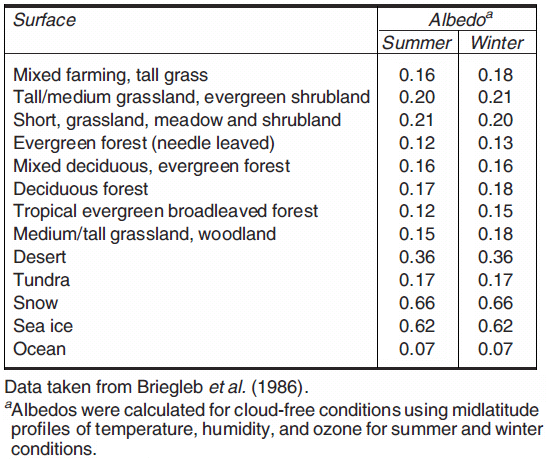 Surface Albedoᵃ
Summer Winter
Mixed farming, tall grass 0.16 0.18
Tall/medium grassland, evergreen shrubland 0.20 0.21
Short, grassland, meadow and shrubland 0.21 0.20
Evergreen forest (needle leaved) 0.12 0.13
Mixed deciduous, evergreen forest 0.16 0.16
Deciduous forest 0.17 0.18
Tropical evergreen broadleaved forest 0.12 0.15
Medium/tall grassland, woodland 0.15 0.18
Desert 0.36 0.36
Tundra 0.17 0.17
Snow 0.66 0.66
Sea ice 0.62 0.62
Ocean 0.07 0.07
Data taken from Briegleb et al. (1986).
ᵃAlbedos were calculated for cloud-free conditions using midlatitude
profiles of temperature, humidity, and ozone for summer and winter
conditions.